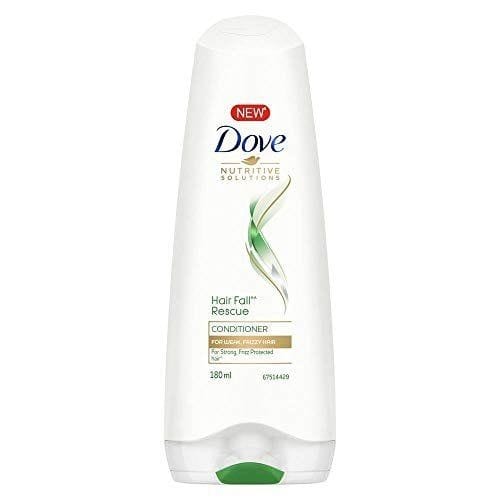 NEW*
Dove
NUTRITIVE
SOLUTIONS
Hair Fall**
Rescue
CONDITIONER
FOR WEAK, FRIZZY HAIR
For Strong, Frizz Protected
hair^
180 ml
67514429